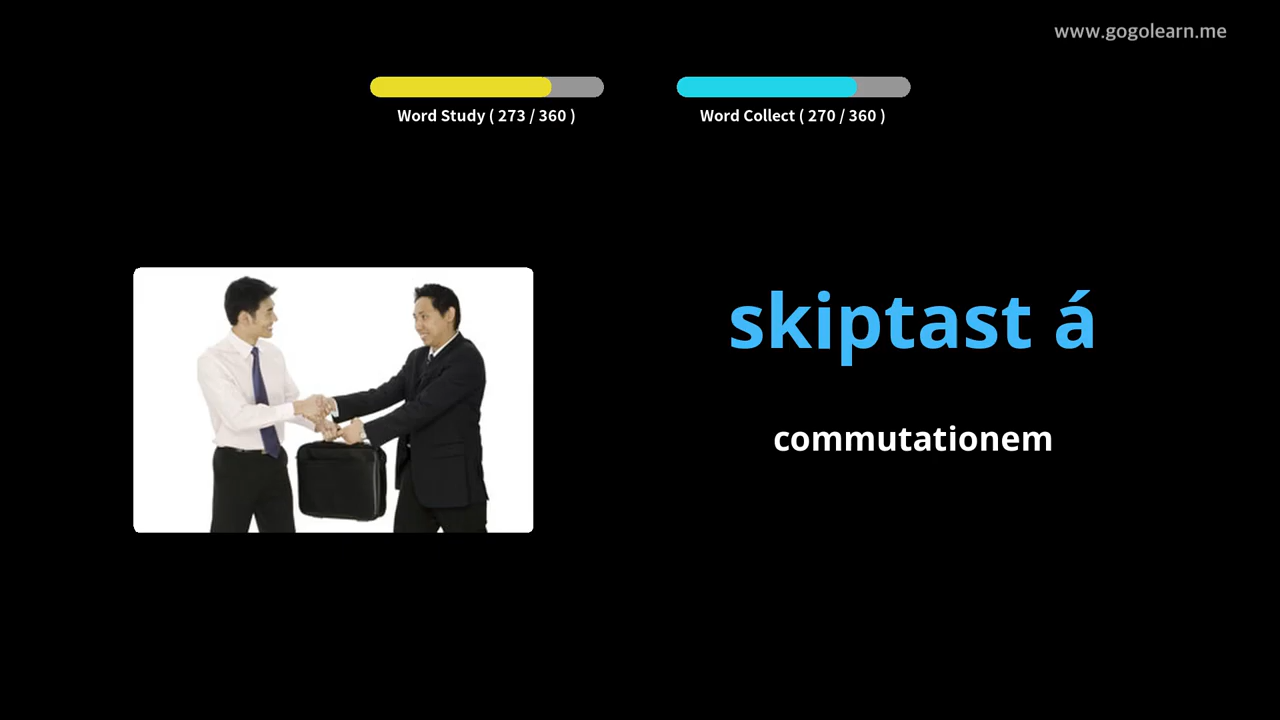 www.gogolearn.me
Word Study ( 273 / 360 )
Word Collect ( 270 / 360 )
skiptast á
commutationem